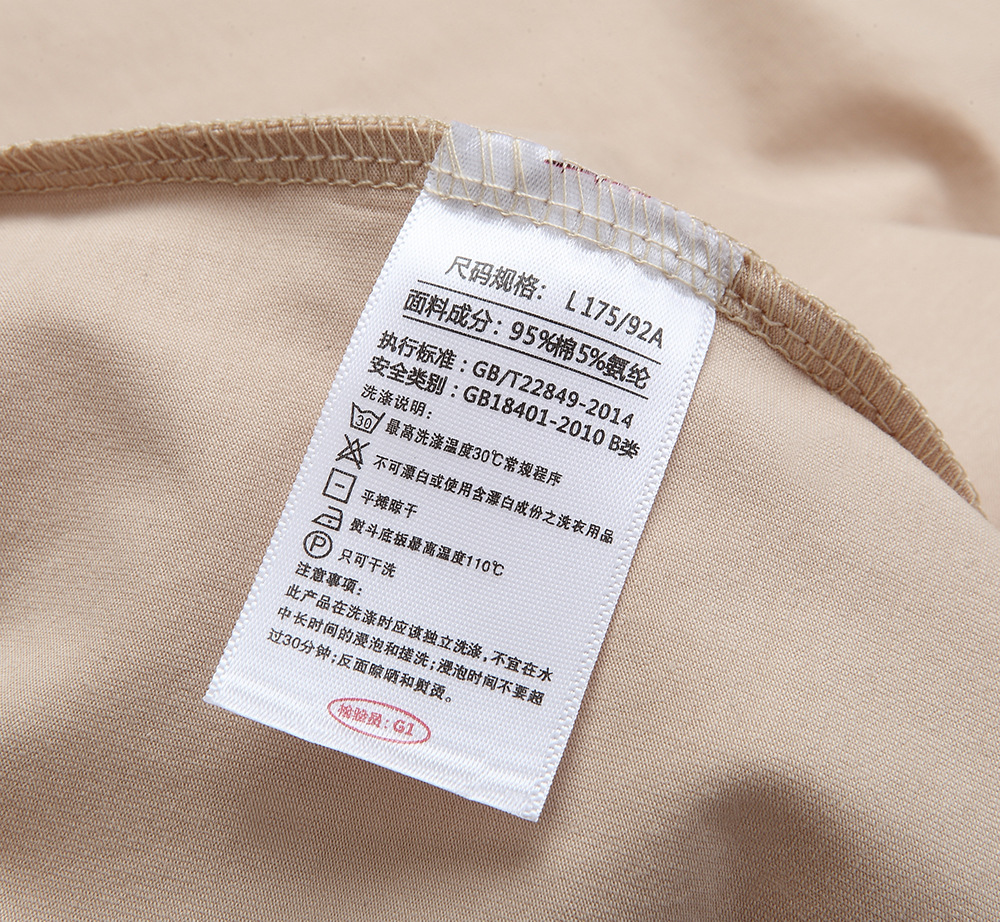 尺码规格: L175/92A
面料成分: 95%棉5%氨纶
执行标准: GB/T22849-2014
安全类别: GB18401-2010 B类
洗涤说明:
30 最高洗涤温度30℃常规程序
不可漂白或使用含漂白成份之洗衣用品
平摊晾干
熨斗底板最高温度110℃
P 只可干洗
注意事项:
此产品在洗涤时应该独立洗涤,不宜在水
中长时间的浸泡和搓洗;浸泡时间不要超
过30分钟;反面晾晒和熨烫。
检验员: G1